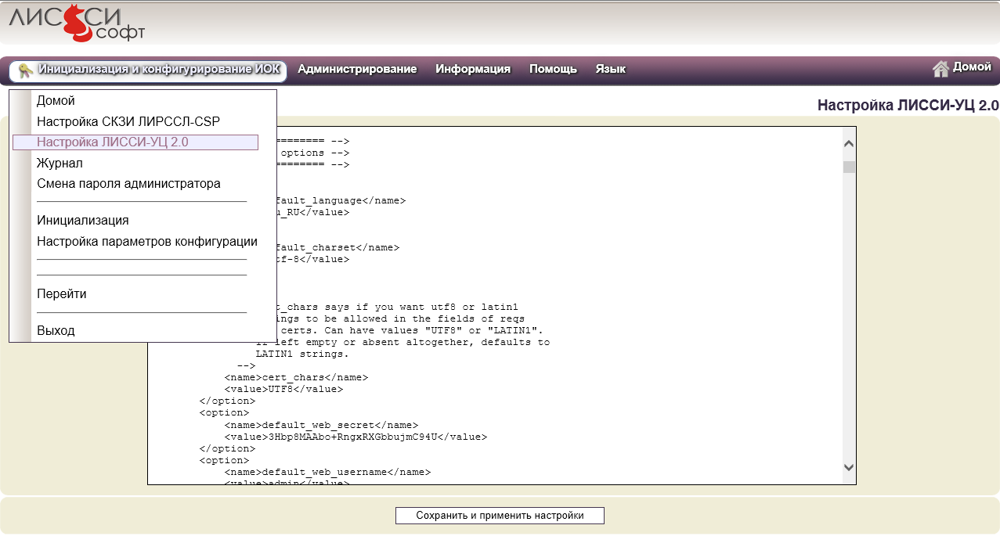 ЛИССИ
софт
Инициализация и конфигурирование ИОК Администрирование Информация Помощь Язык Домой
Настройка ЛИССИ-УЦ 2.0
Домой
Настройка СКЗИ ЛИРССЛ-CSP
Настройка ЛИССИ-УЦ 2.0
Журнал
Смена пароля администратора
Инициализация
Настройка параметров конфигурации
Перейти
Выход
======== -->
options -->
======== -->
fault_language</name>
u_RU</value>
fault_charset</name>
tf-8</value>
t_chars says if you want utf8 or latin1
ings to be allowed in the fields of reqs
certs. Can have values "UTF8" or "LATIN1".
If left empty or absent altogether, defaults to
LATIN1 strings.
-->
<name>cert_chars</name>
<value>UTF8</value>
</option>
<option>
<name>default_web_secret</name>
<value>3Hbp8MAAbo+RngxRXGbbujmC94U</value>
</option>
<option>
<name>default_web_username</name>
<value>admin</value>
Сохранить и применить настройки